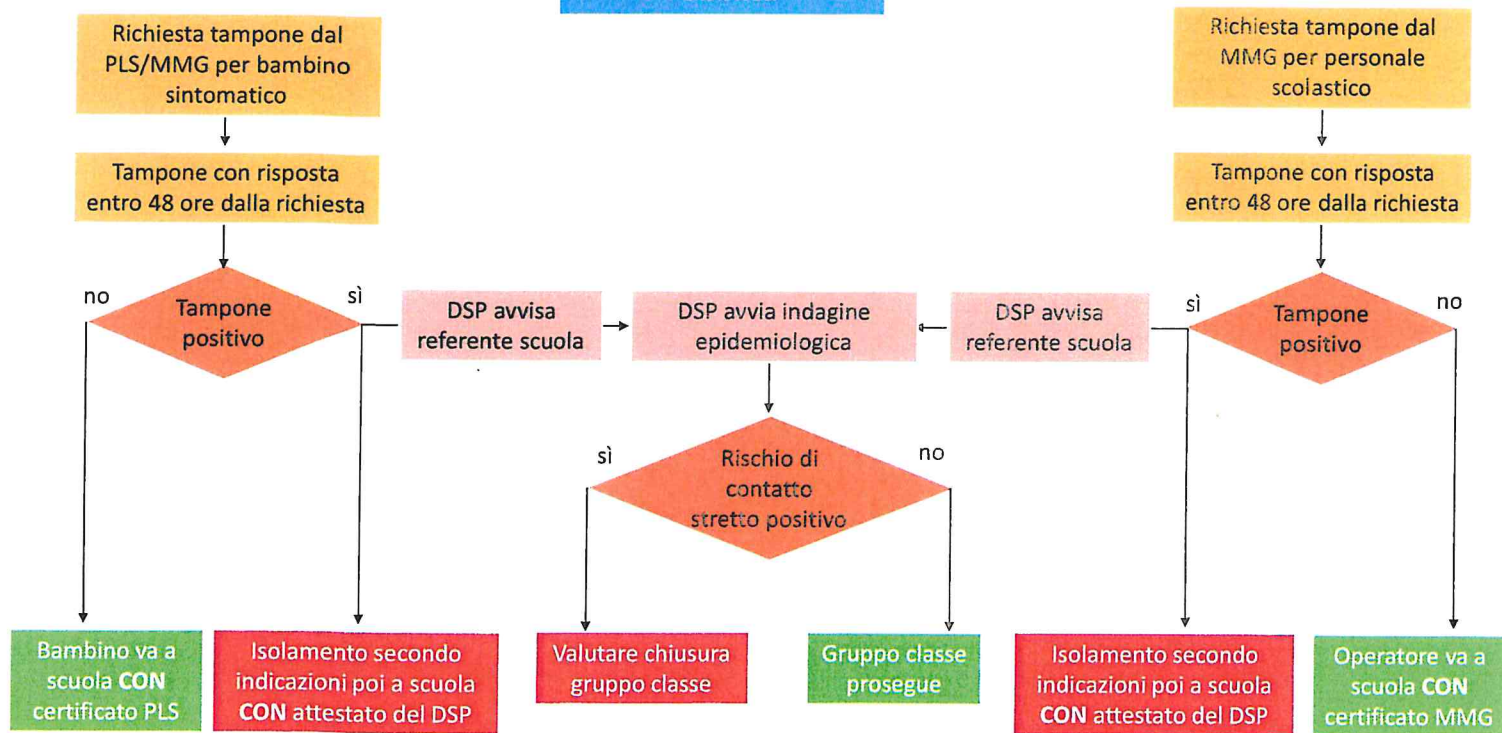 Richiesta tampone dal
PLS/MMG per bambino
sintomatico
Richiesta tampone dal
MMG per personale
scolastico
Tampone con risposta
entro 48 ore dalla richiesta
Tampone con risposta
entro 48 ore dalla richiesta
no
Tampone
positivo
sì
DSP avvisa
referente scuola
DSP avvia indagine
epidemiologica
DSP avvisa
referente scuola
sì
Tampone
positivo
no
sì
Rischio di
contatto
stretto positivo
no
Bambino va a
scuola CON
certificato PLS
Isolamento secondo
indicazioni poi a scuola
CON attestato del DSP
Valutare chiusura
gruppo classe
Gruppo classe
prosegue
Isolamento secondo
indicazioni poi a scuola
CON attestato del DSP
Operatore va a
scuola CON
certificato MMG